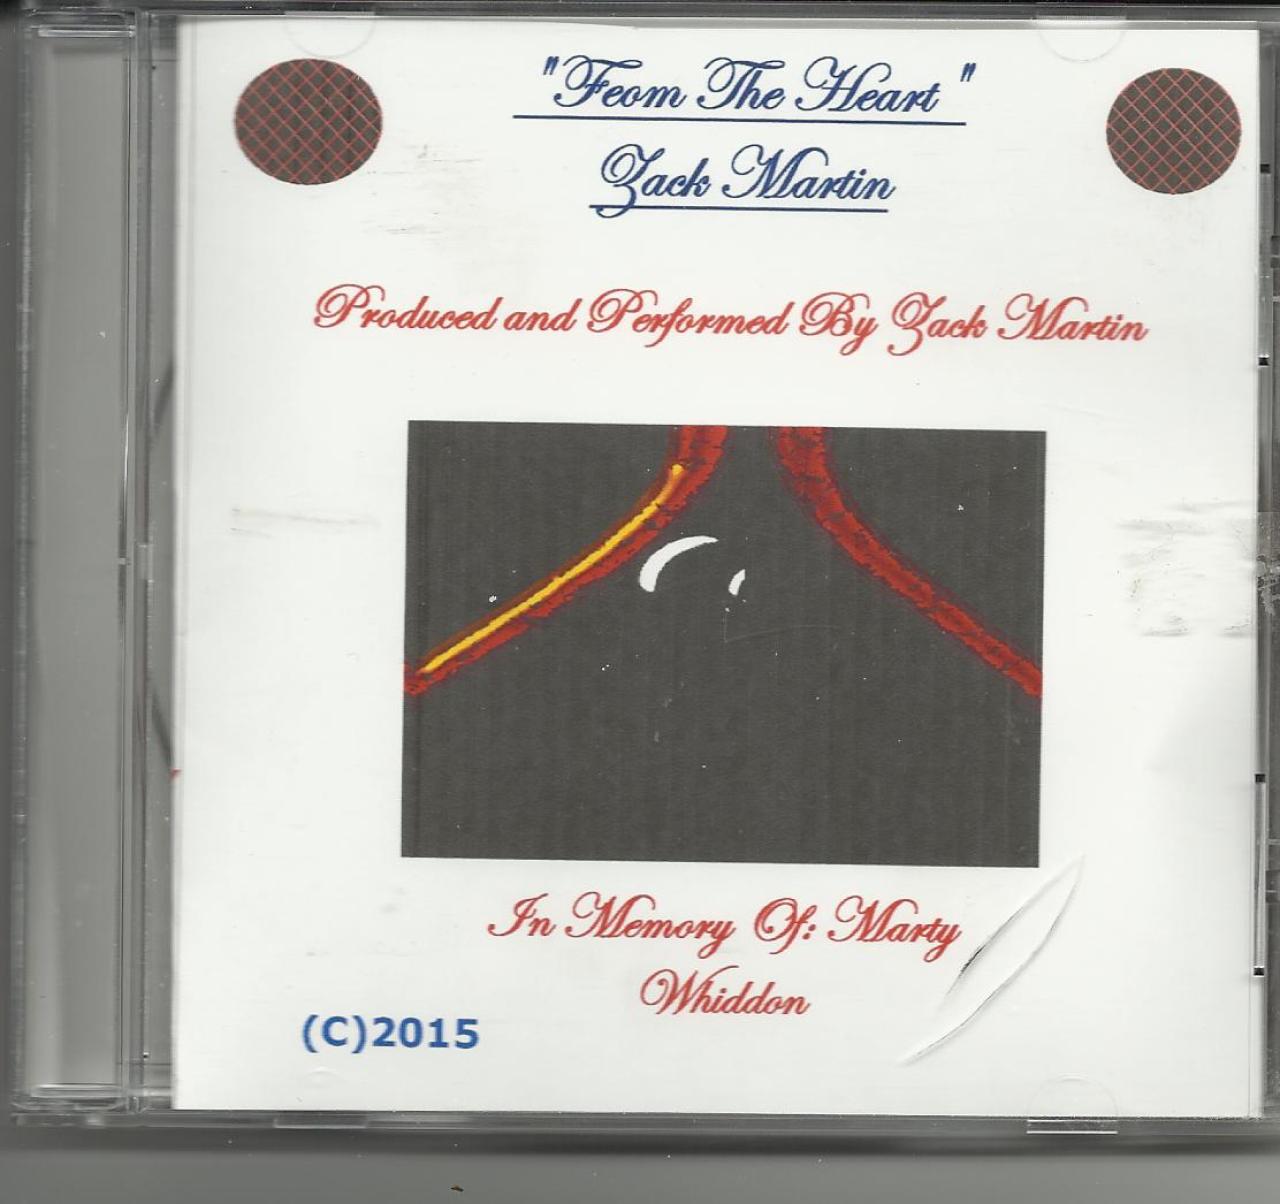 "Feom The Heart"
Zack Martin
Produced and Performed By Zack Martin
In Memory Of: Marty
Whiddon
(C)2015